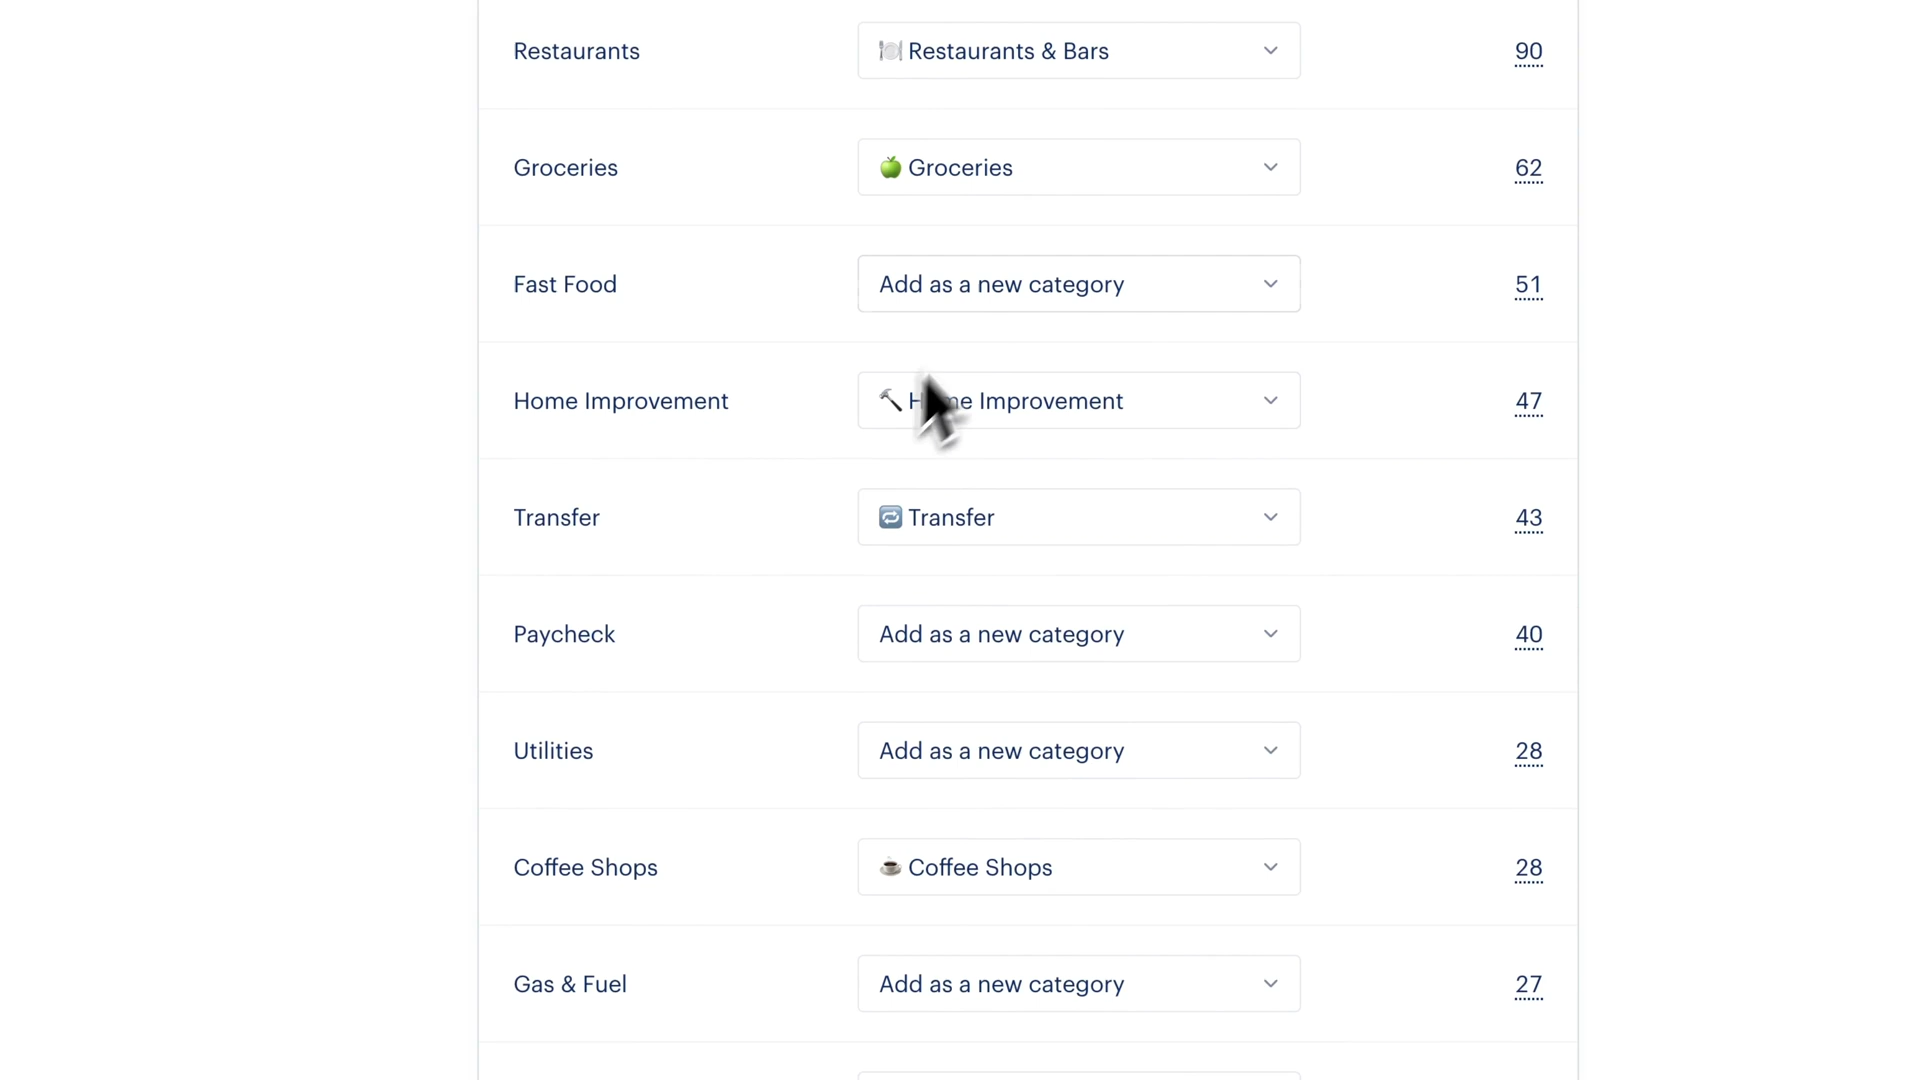 Restaurants 🍽️ Restaurants & Bars 90
Groceries 🍏 Groceries 62
Fast Food Add as a new category 51
Home Improvement 🔨 Home Improvement 47
Transfer 🔁 Transfer 43
Paycheck Add as a new category 40
Utilities Add as a new category 28
Coffee Shops ☕ Coffee Shops 28
Gas & Fuel Add as a new category 27